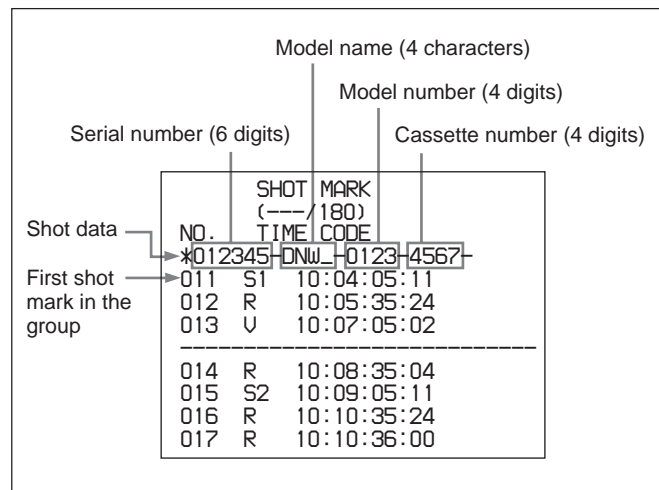 Model name (4 characters)
Model number (4 digits)
Serial number (6 digits)
Cassette number (4 digits)
SHOT MARK
(---/180)
Shot data
NO. TIME CODE
*012345-DNW_-0123-4567-
First shot
mark in the
group
011 S1 10:04:05:11
012 R 10:05:35:24
013 V 10:07:05:02
----------------------------
014 R 10:08:35:04
015 S2 10:09:05:11
016 R 10:10:35:24
017 R 10:10:36:00